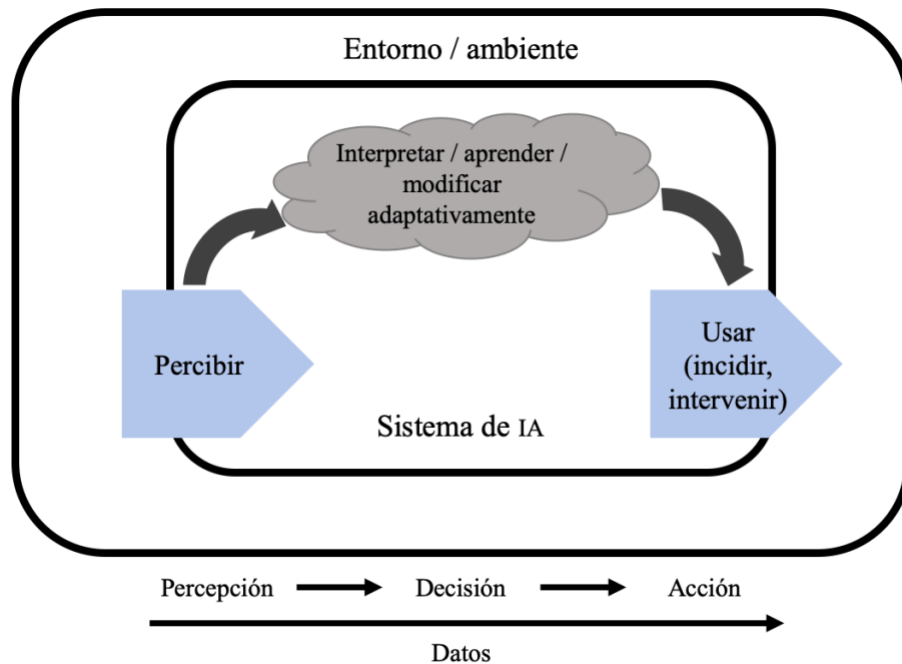 Entorno / ambiente
Interpretar / aprender /
modificar
adaptativamente
Percibir
Usar
(incidir,
intervenir)
Sistema de IA
Percepción
Decisión
Acción
Datos